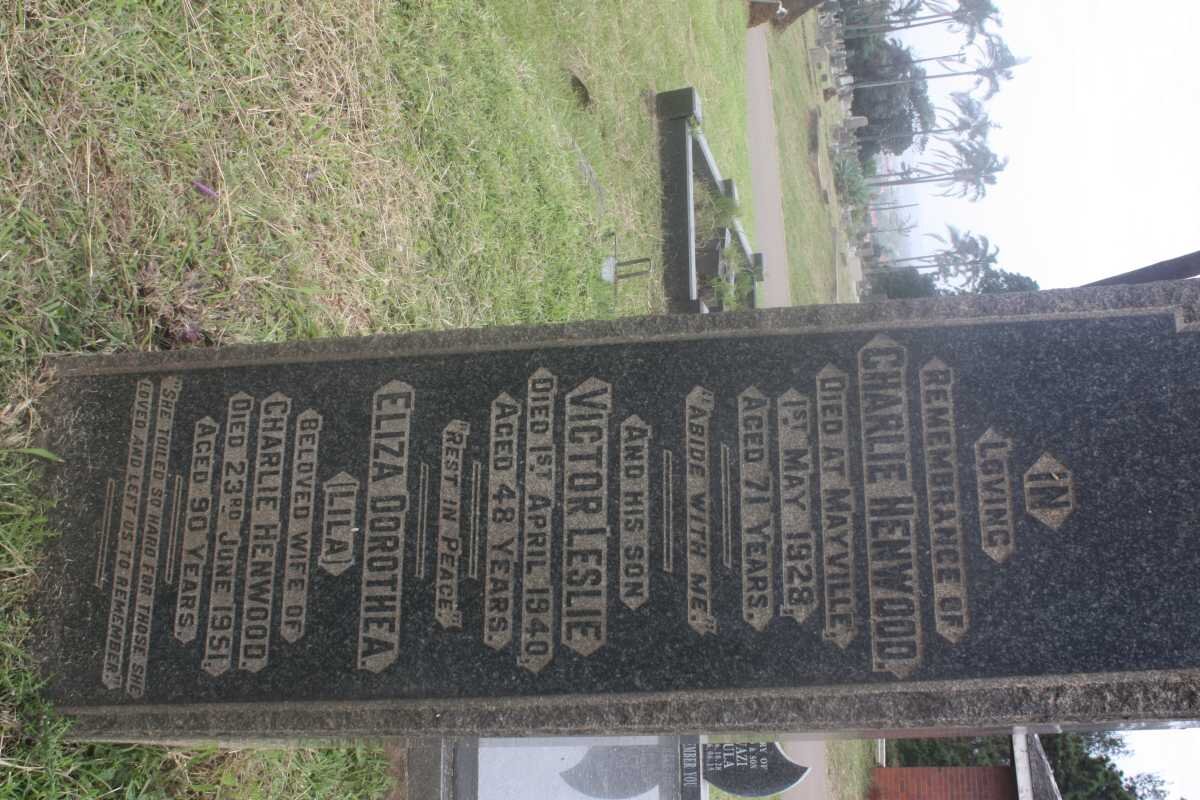 IN
LOVING
REMEMBRANCE OF
CHARLIE HENWOOD.
DIED AT MAYVILLE
1ST MAY 1928.
AGED 71 YEARS.
"ABIDE WITH ME."
AND HIS SON
VICTOR LESLIE
DIED 1ST APRIL 1940
AGED 48 YEARS.
"REST IN PEACE."
ELIZA DOROTHEA
(LILA)
BELOVED WIFE OF
CHARLIE HENWOOD.
DIED 23RD JUNE 1951.
AGED 90 YEARS.
"SHE TOILED SO HARD FOR THOSE SHE
LOVED AND LEFT US TO REMEMBER."
MBER YOU